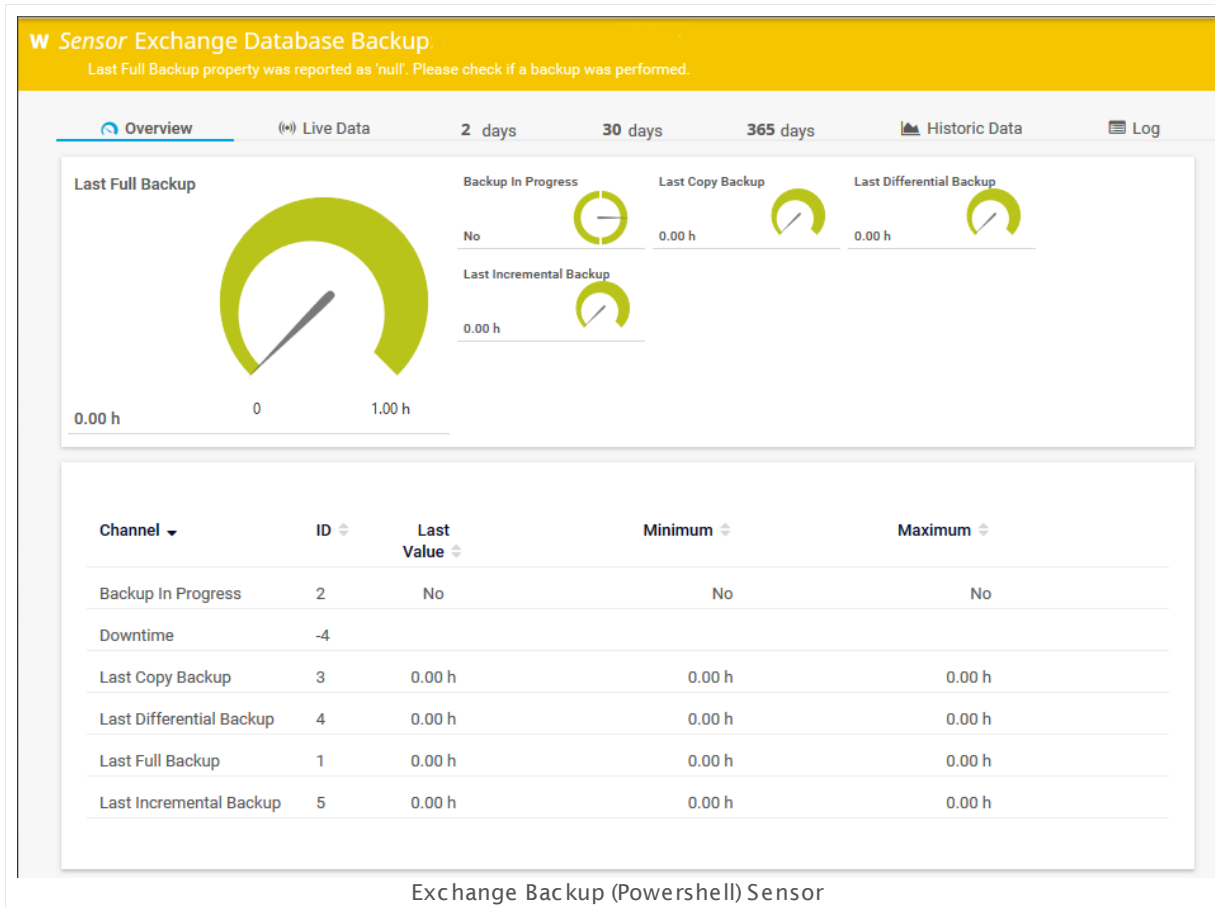 W Sensor Exchange Database Backup:
Last Full Backup property was reported as 'null'. Please check if a backup was performed.
Overview Live Data 2 days 30 days 365 days Historic Data Log
Last Full Backup
0.00 h
0 1.00 h
Backup In Progress
No
Last Copy Backup
0.00 h
Last Differential Backup
0.00 h
Last Incremental Backup
0.00 h
Channel ID Last Value Minimum Maximum
Backup In Progress 2 No No No
Downtime -4
Last Copy Backup 3 0.00 h 0.00 h 0.00 h
Last Differential Backup 4 0.00 h 0.00 h 0.00 h
Last Full Backup 1 0.00 h 0.00 h 0.00 h
Last Incremental Backup 5 0.00 h 0.00 h 0.00 h
Exchange Backup (Powershell) Sensor